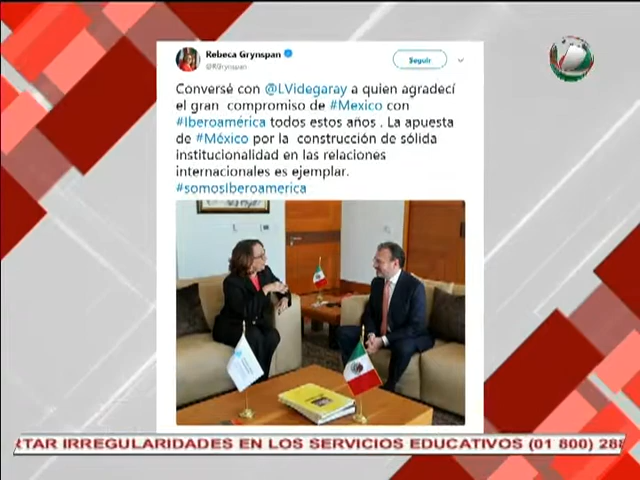 Rebeca Grynspan
@RGrynspan
Seguir
Conversé con @LVidegaray a quien agradecí
el gran compromiso de #Mexico con
#Iberoamérica todos estos años . La apuesta
de #México por la construcción de sólida
institucionalidad en las relaciones
internacionales es ejemplar.
#somosIberoamerica
RTAR IRREGULARIDADES EN LOS SERVICIOS EDUCATIVOS (01 800) 288